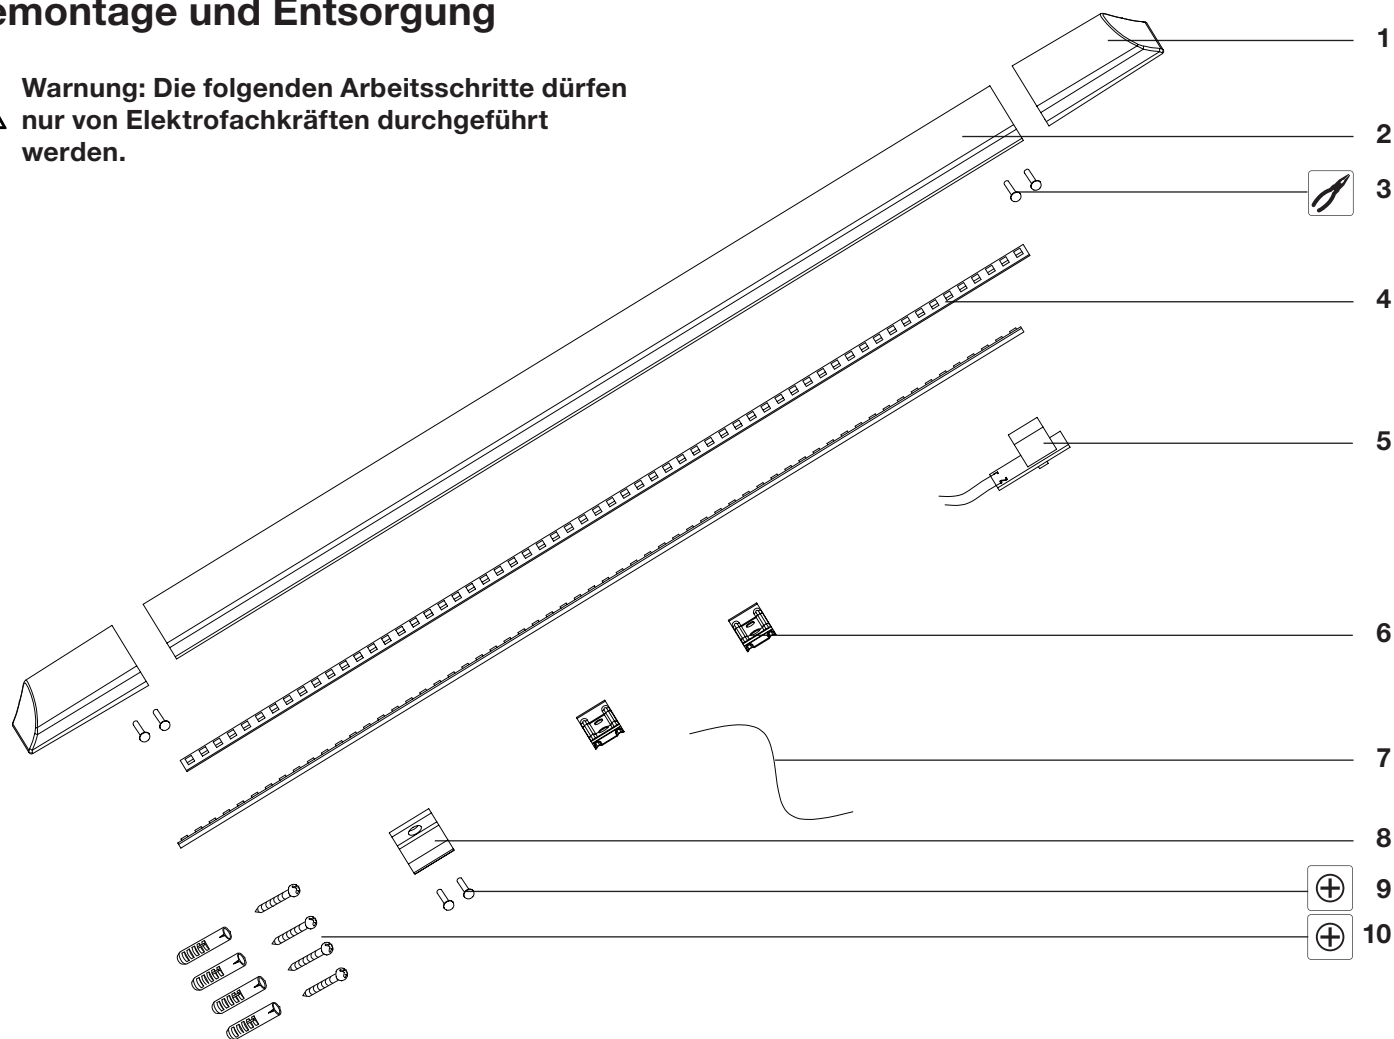 emontage und Entsorgung
Warnung: Die folgenden Arbeitsschritte dürfen
nur von Elektrofachkräften durchgeführt
werden.
1
2
3
4
5
6
7
8
9
10